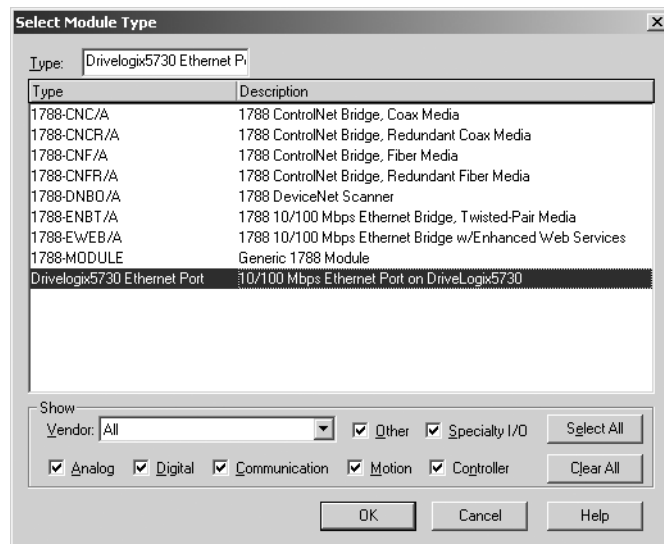 Select Module Type
Type: Drivelogix5730 Ethernet P
Type Description
1788-CNC/A 1788 ControlNet Bridge, Coax Media
1788-CNCR/A 1788 ControlNet Bridge, Redundant Coax Media
1788-CNF/A 1788 ControlNet Bridge, Fiber Media
1788-CNFR/A 1788 ControlNet Bridge, Redundant Fiber Media
1788-DNBO/A 1788 DeviceNet Scanner
1788-ENBT/A 1788 10/100 Mbps Ethernet Bridge, Twisted-Pair Media
1788-EWEB/A 1788 10/100 Mbps Ethernet Bridge w/Enhanced Web Services
1788-MODULE Generic 1788 Module
Drivelogix5730 Ethernet Port 10/100 Mbps Ethernet Port on DriveLogix5730
Show
Vendor: All Other Specialty I/O Select All
Analog Digital Communication Motion Controller Clear All
OK Cancel Help